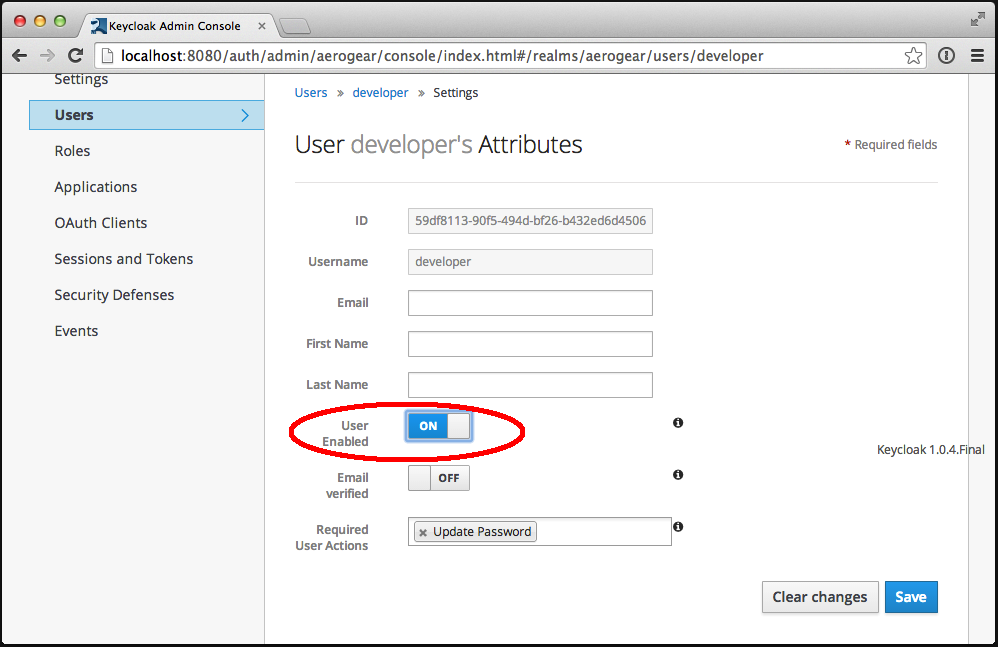 Keycloak Admin Console
localhost:8080/auth/admin/aerogear/console/index.html#/realms/aerogear/users/developer
Settings
Users
Roles
Applications
OAuth Clients
Sessions and Tokens
Security Defenses
Events
Users » developer » Settings
User developer's Attributes
* Required fields
ID
59df8113-90f5-494d-bf26-b432ed6d4506
Username
developer
Email
First Name
Last Name
User
Enabled
ON
Keycloak 1.0.4.Final
Email
verified
OFF
Required
User Actions
Update Password
Clear changes
Save